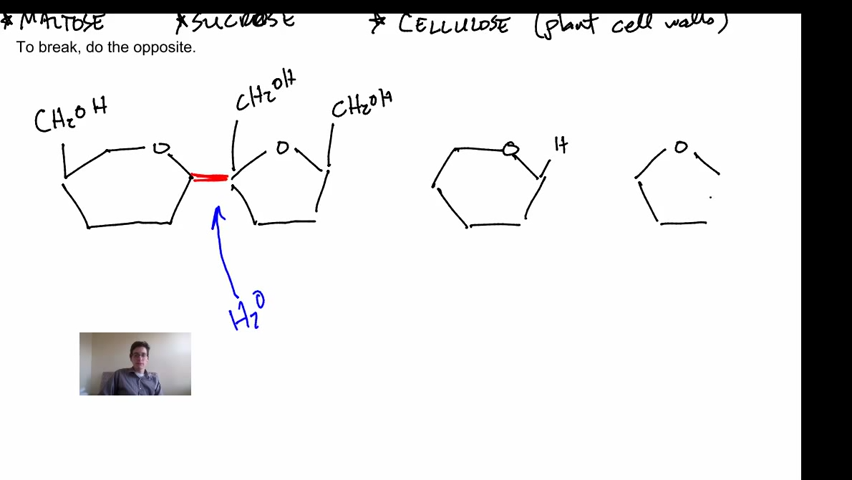 * MALTOSE * SUCROSE * CELLULOSE (plant cell walls)
To break, do the opposite.
CH₂OH CH₂OH CH₂OH
O O O H O
H₂O